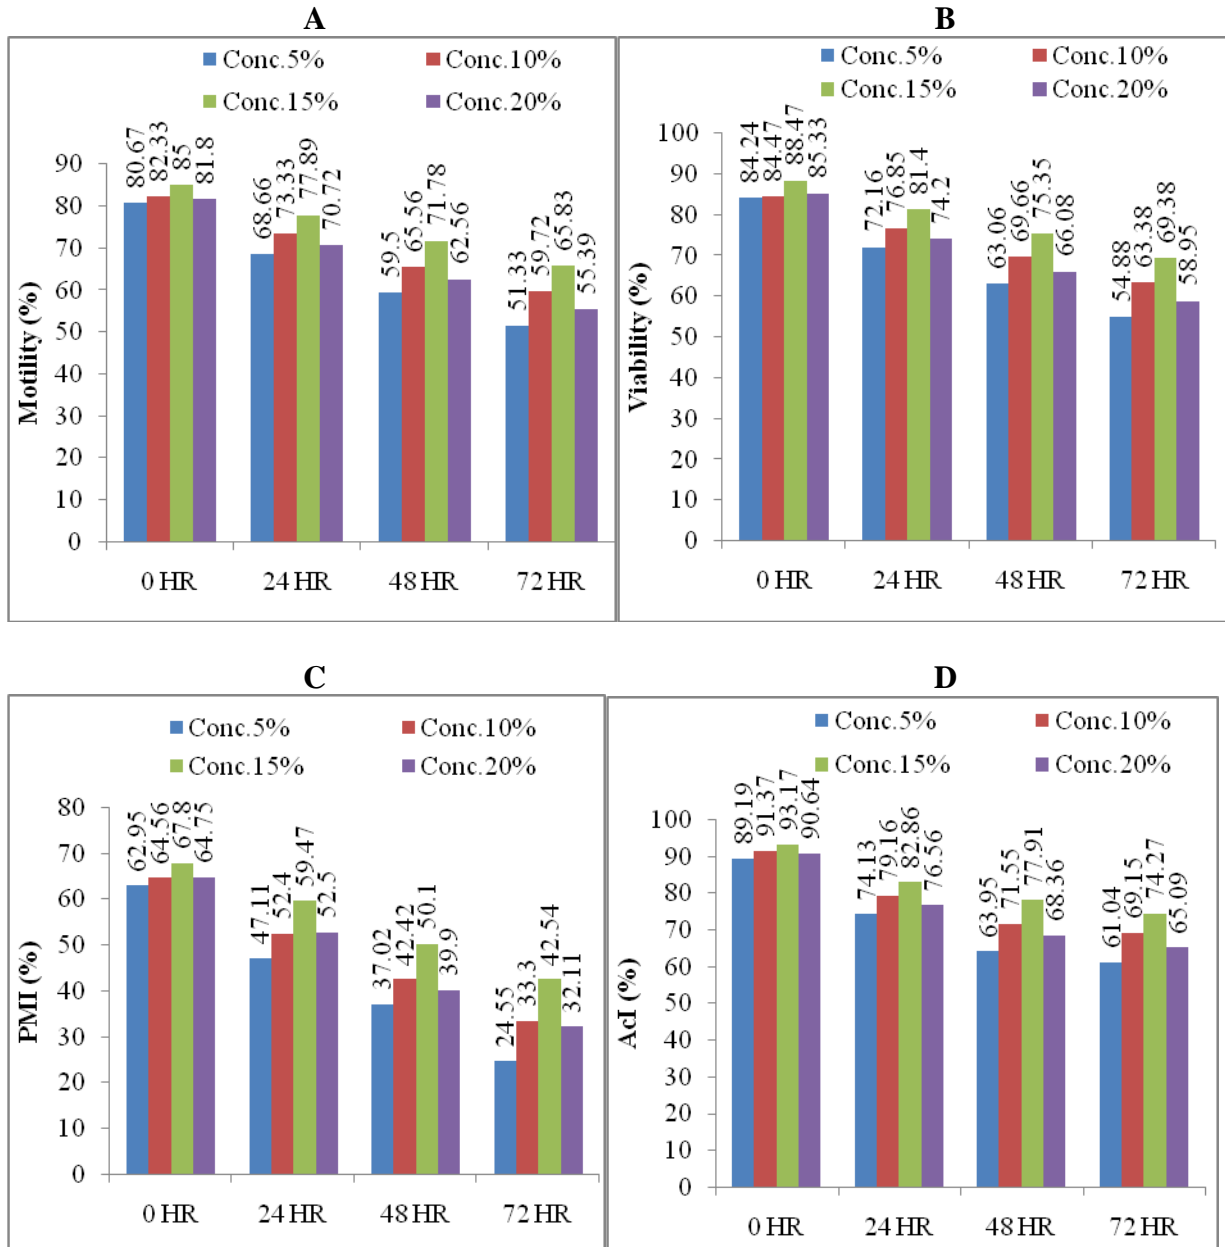 A
Conc.5% Conc.10%
Conc.15% Conc.20%
Motility (%)
90
80
70
60
50
40
30
20
10
0
80.67 82.33 85 81.8
68.66 73.33 77.89 70.72
59.5 65.56 71.78 62.56
51.33 59.72 65.83 55.39
0 HR 24 HR 48 HR 72 HR
B
Conc.5% Conc.10%
Conc.15% Conc.20%
Viability (%)
100
90
80
70
60
50
40
30
20
10
0
84.24 84.47 88.47 85.33
72.16 76.85 81.4 74.2
63.06 69.66 75.35 66.08
54.88 63.38 69.38 58.95
0 HR 24 HR 48 HR 72 HR
C
Conc.5% Conc.10%
Conc.15% Conc.20%
PMI (%)
80
70
60
50
40
30
20
10
0
62.95 64.56 67.8 64.75
47.11 52.4 59.47 52.5
37.02 42.42 50.1 39.9
24.55 33.3 42.54 32.11
0 HR 24 HR 48 HR 72 HR
D
Conc.5% Conc.10%
Conc.15% Conc.20%
AcI (%)
100
90
80
70
60
50
40
30
20
10
0
89.19 91.37 93.17 90.64
74.13 79.16 82.86 76.56
63.95 71.55 77.91 68.36
61.04 69.15 74.27 65.09
0 HR 24 HR 48 HR 72 HR